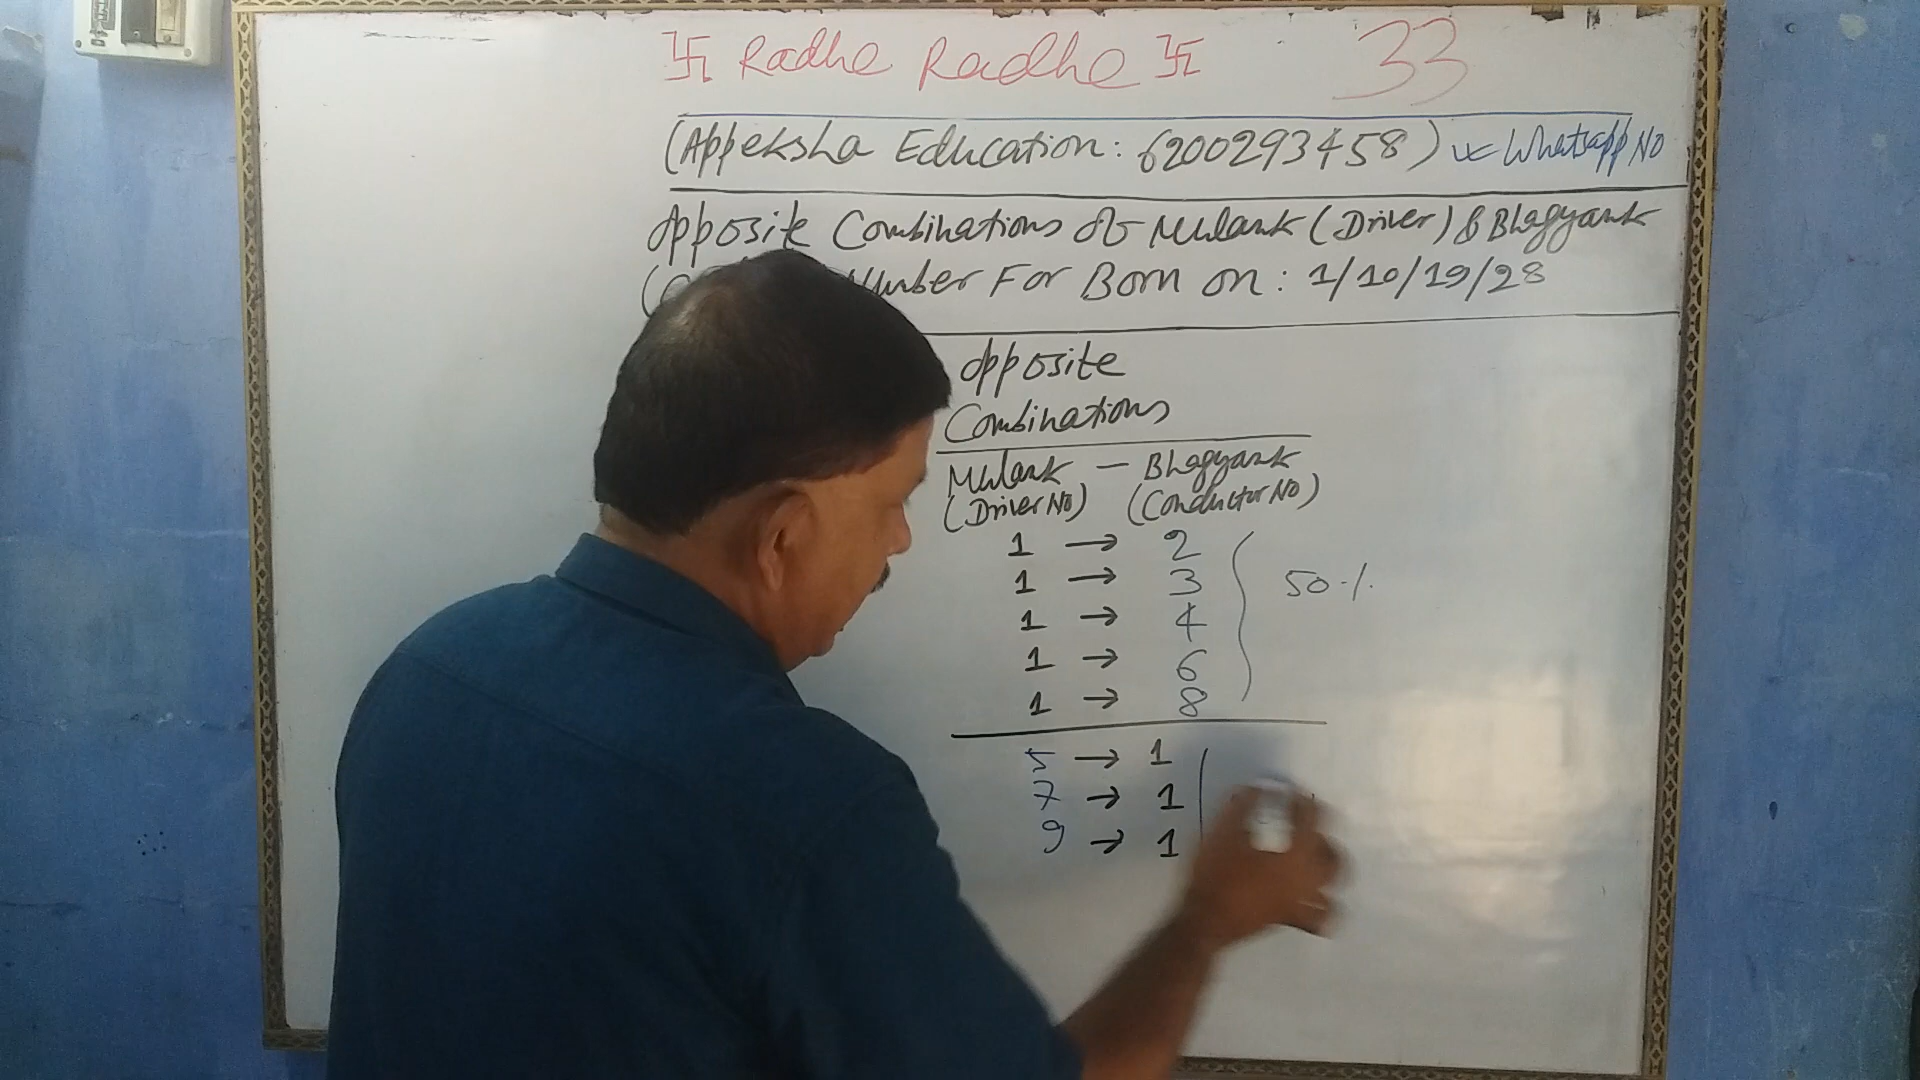 卐 Radhe Radhe 卐 33
(Appeksha Education: 6200293458) ← Whatsapp No
Opposite Combinations of Mulank (Driver) & Bhagyank
Number For Born on: 1/10/19/28
Opposite
Combinations
Mulank — Bhagyank
(Driver No) (Conductor No)
1 → 2
1 → 3 50%
1 → 4
1 → 6
1 → 8
5 → 1
7 → 1
9 → 1